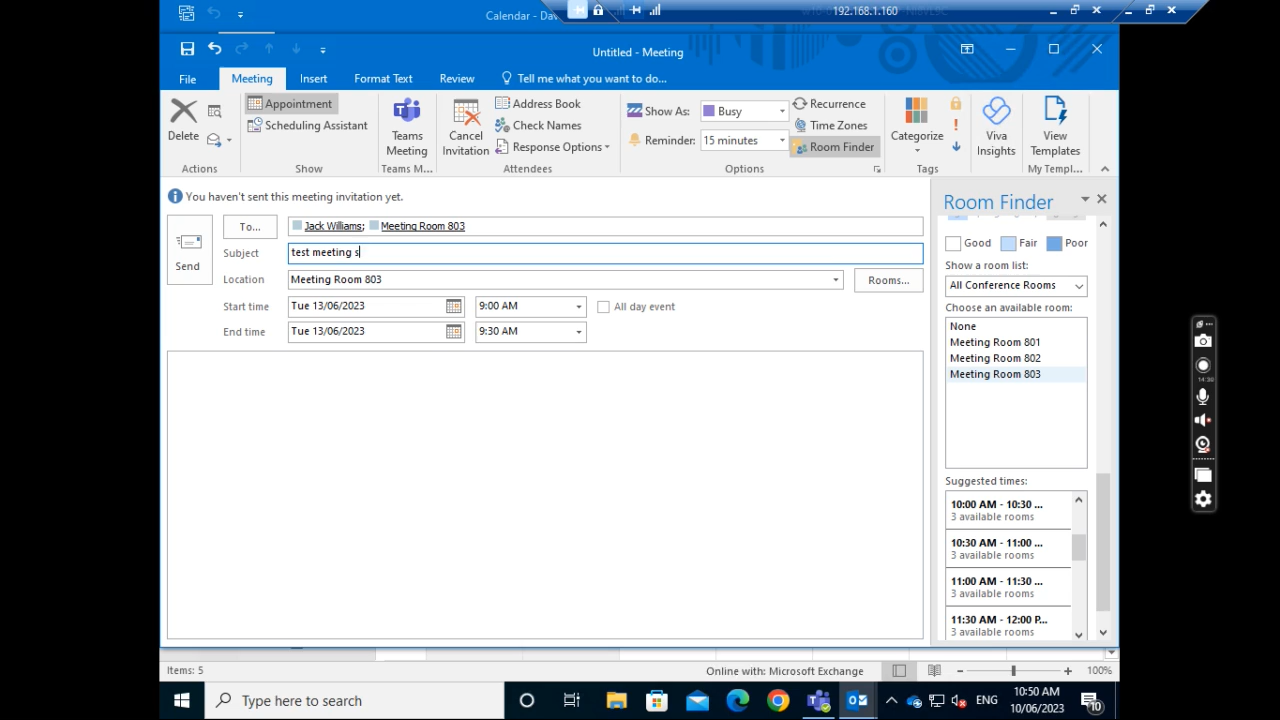 Calendar - Dav
192.168.1.160
Untitled - Meeting
File
Meeting
Insert
Format Text
Review
Tell me what you want to do...
Delete
Actions
Appointment
Scheduling Assistant
Show
Teams
Meeting
Teams M...
Cancel
Invitation
Address Book
Check Names
Response Options
Attendees
Show As:
Busy
Reminder:
15 minutes
Recurrence
Time Zones
Room Finder
Options
Categorize
Tags
Viva
Insights
View
Templates
My Templ...
You haven't sent this meeting invitation yet.
Send
To...
Jack Williams; Meeting Room 803
Subject
test meeting s
Location
Meeting Room 803
Rooms...
Start time
Tue 13/06/2023
9:00 AM
All day event
End time
Tue 13/06/2023
9:30 AM
Room Finder
Good
Fair
Poor
Show a room list:
All Conference Rooms
Choose an available room:
None
Meeting Room 801
Meeting Room 802
Meeting Room 803
Suggested times:
10:00 AM - 10:30 ...
3 available rooms
10:30 AM - 11:00 ...
3 available rooms
11:00 AM - 11:30 ...
3 available rooms
11:30 AM - 12:00 P...
3 available rooms
14:30
Items: 5
Online with: Microsoft Exchange
100%
Type here to search
ENG
10:50 AM
10/06/2023
10